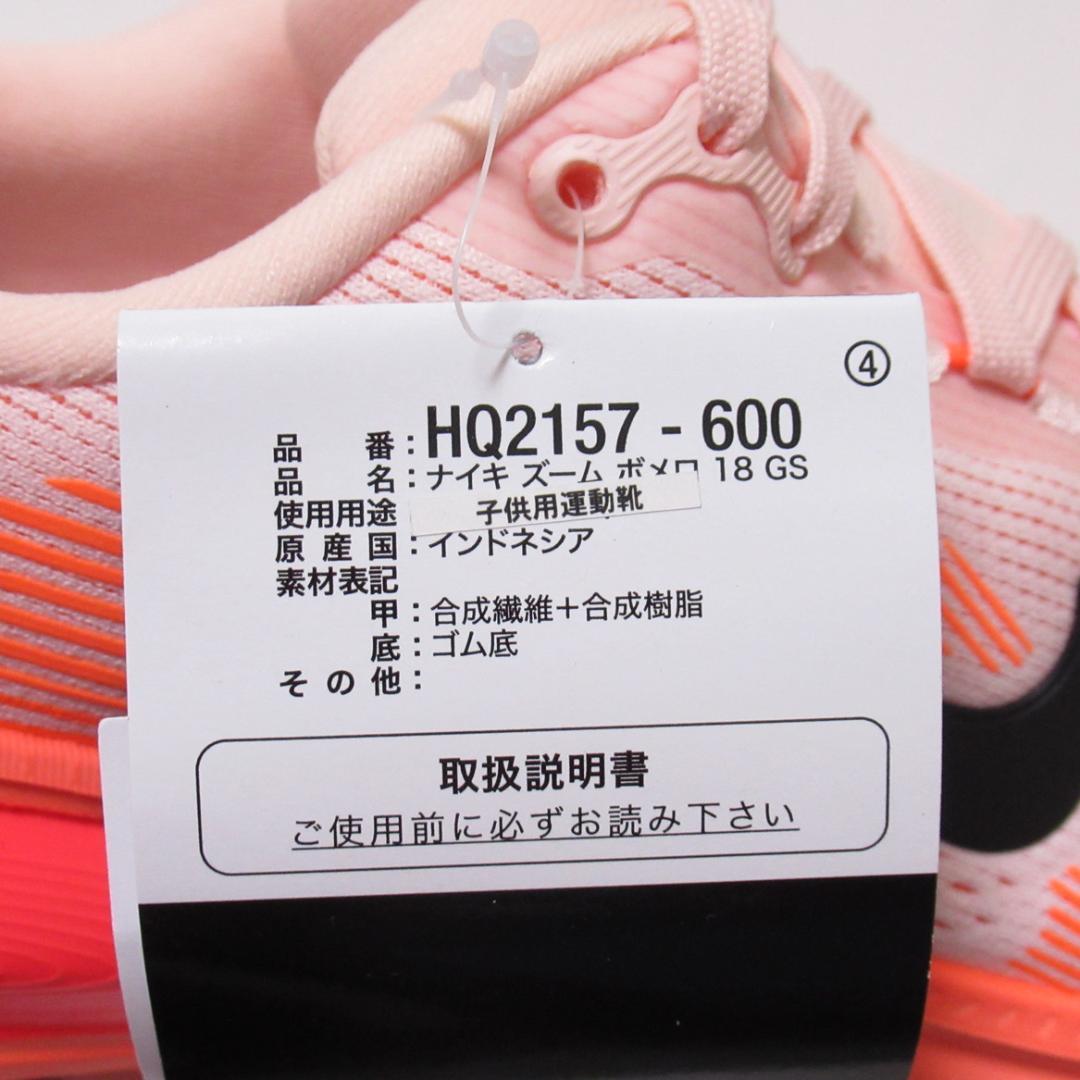 ④
品 番：HQ2157 - 600
品 名：ナイキ ズーム ボメロ 18 GS
使用用途 子供用運動靴
原産国：インドネシア
素材表記
甲：合成繊維＋合成樹脂
底：ゴム底
その他：
取扱説明書
ご使用前に必ずお読み下さい